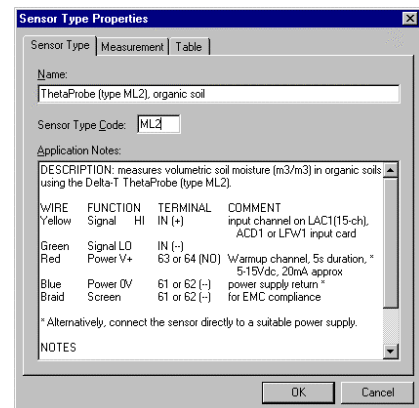 Sensor Type Properties
Sensor Type Measurement Table
Name:
ThetaProbe (type ML2), organic soil
Sensor Type Code: ML2
Application Notes:
DESCRIPTION: measures volumetric soil moisture (m3/m3) in organic soils
using the Delta-T ThetaProbe (type ML2).
WIRE FUNCTION TERMINAL COMMENT
Yellow Signal HI IN (+) input channel on LAC1(15-ch),
ACD1 or LFW1 input card
Green Signal LO IN (--)
Red Power V+ 63 or 64 (NO) Warmup channel, 5s duration, *
5-15Vdc, 20mA approx
Blue Power 0V 61 or 62 (--) power supply return *
Braid Screen 61 or 62 (--) for EMC compliance
* Alternatively, connect the sensor directly to a suitable power supply.
NOTES
OK Cancel